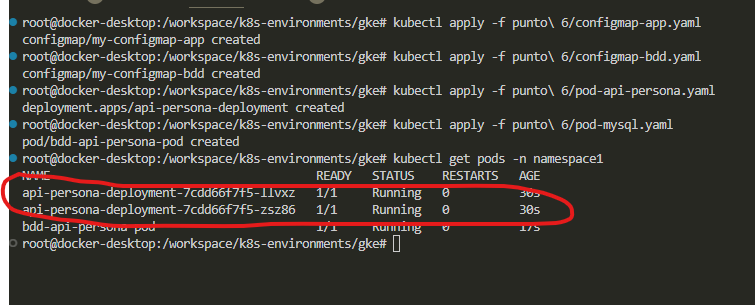 root@docker-desktop:/workspace/k8s-environments/gke# kubectl apply -f punto\ 6/configmap-app.yaml
configmap/my-configmap-app created
root@docker-desktop:/workspace/k8s-environments/gke# kubectl apply -f punto\ 6/configmap-bdd.yaml
configmap/my-configmap-bdd created
root@docker-desktop:/workspace/k8s-environments/gke# kubectl apply -f punto\ 6/pod-api-persona.yaml
deployment.apps/api-persona-deployment created
root@docker-desktop:/workspace/k8s-environments/gke# kubectl apply -f punto\ 6/pod-mysql.yaml
pod/bdd-api-persona-pod created
root@docker-desktop:/workspace/k8s-environments/gke# kubectl get pods -n namespace1
NAME READY STATUS RESTARTS AGE
api-persona-deployment-7cdd66f7f5-llvxz 1/1 Running 0 30s
api-persona-deployment-7cdd66f7f5-zsz86 1/1 Running 0 30s
bdd-api-persona-pod 1/1 Running 0 17s
root@docker-desktop:/workspace/k8s-environments/gke#